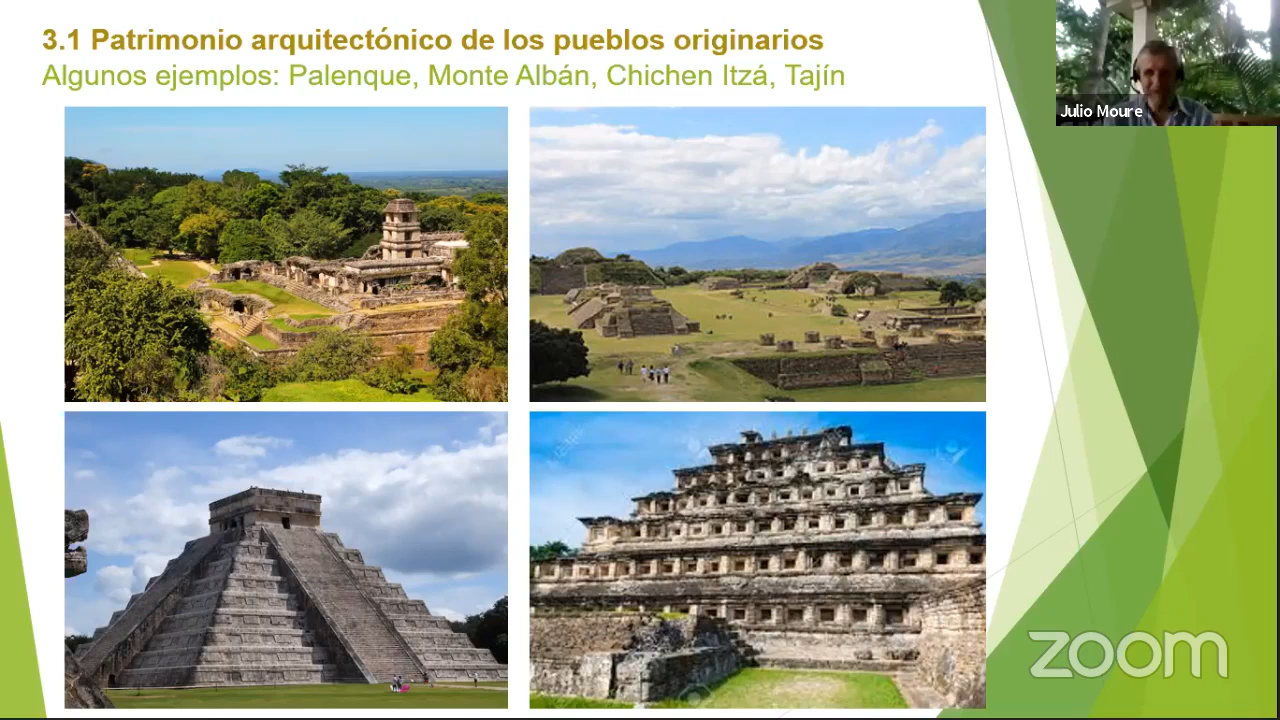 3.1 Patrimonio arquitectónico de los pueblos originarios
Algunos ejemplos: Palenque, Monte Albán, Chichen Itzá, Tajín
Julio Moure
zoom